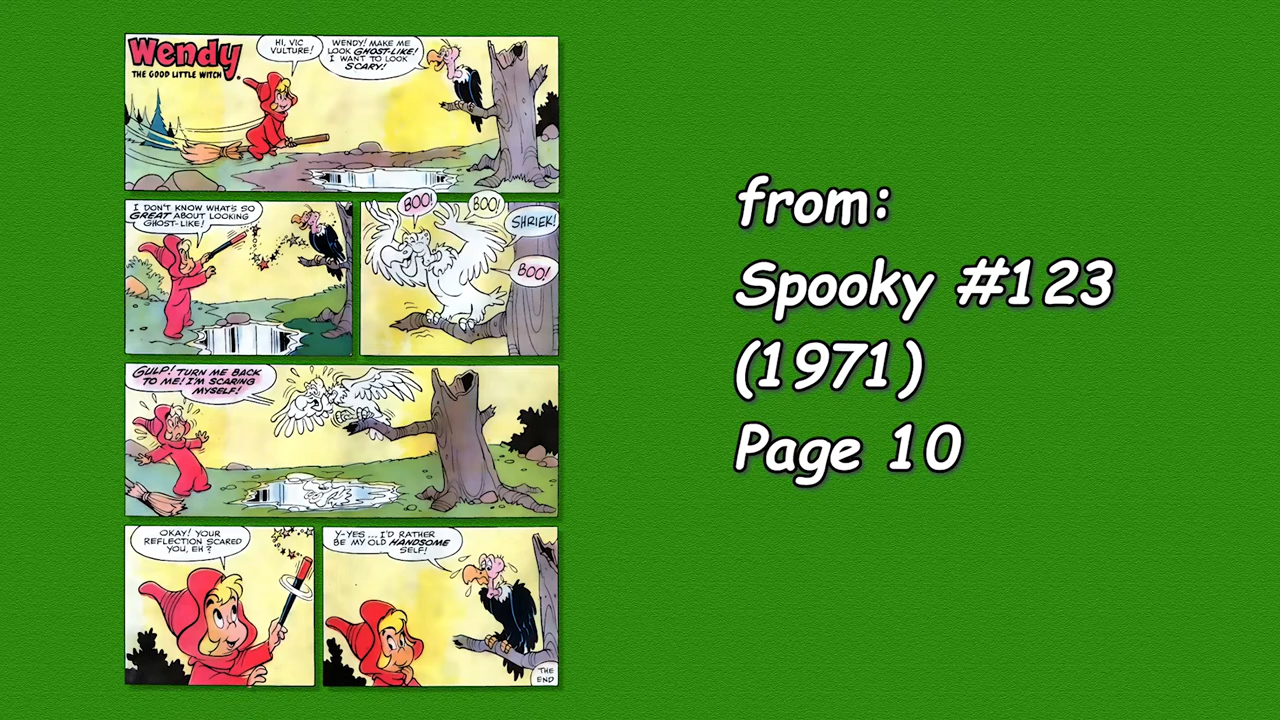 Wendy
THE GOOD LITTLE WITCH
HI, VIC
VULTURE!
WENDY! MAKE ME
LOOK GHOST-LIKE!
I WANT TO LOOK
SCARY!
I DON'T KNOW WHAT'S SO
GREAT ABOUT LOOKING
GHOST-LIKE!
BOO!
BOO!
SHRIEK!
BOO!
GULP! TURN ME BACK
TO ME! I'M SCARING
MYSELF!
OKAY! YOUR
REFLECTION SCARED
YOU, EH?
Y-YES...I'D RATHER
BE MY OLD HANDSOME
SELF!
THE
END
from:
Spooky #123
(1971)
Page 10